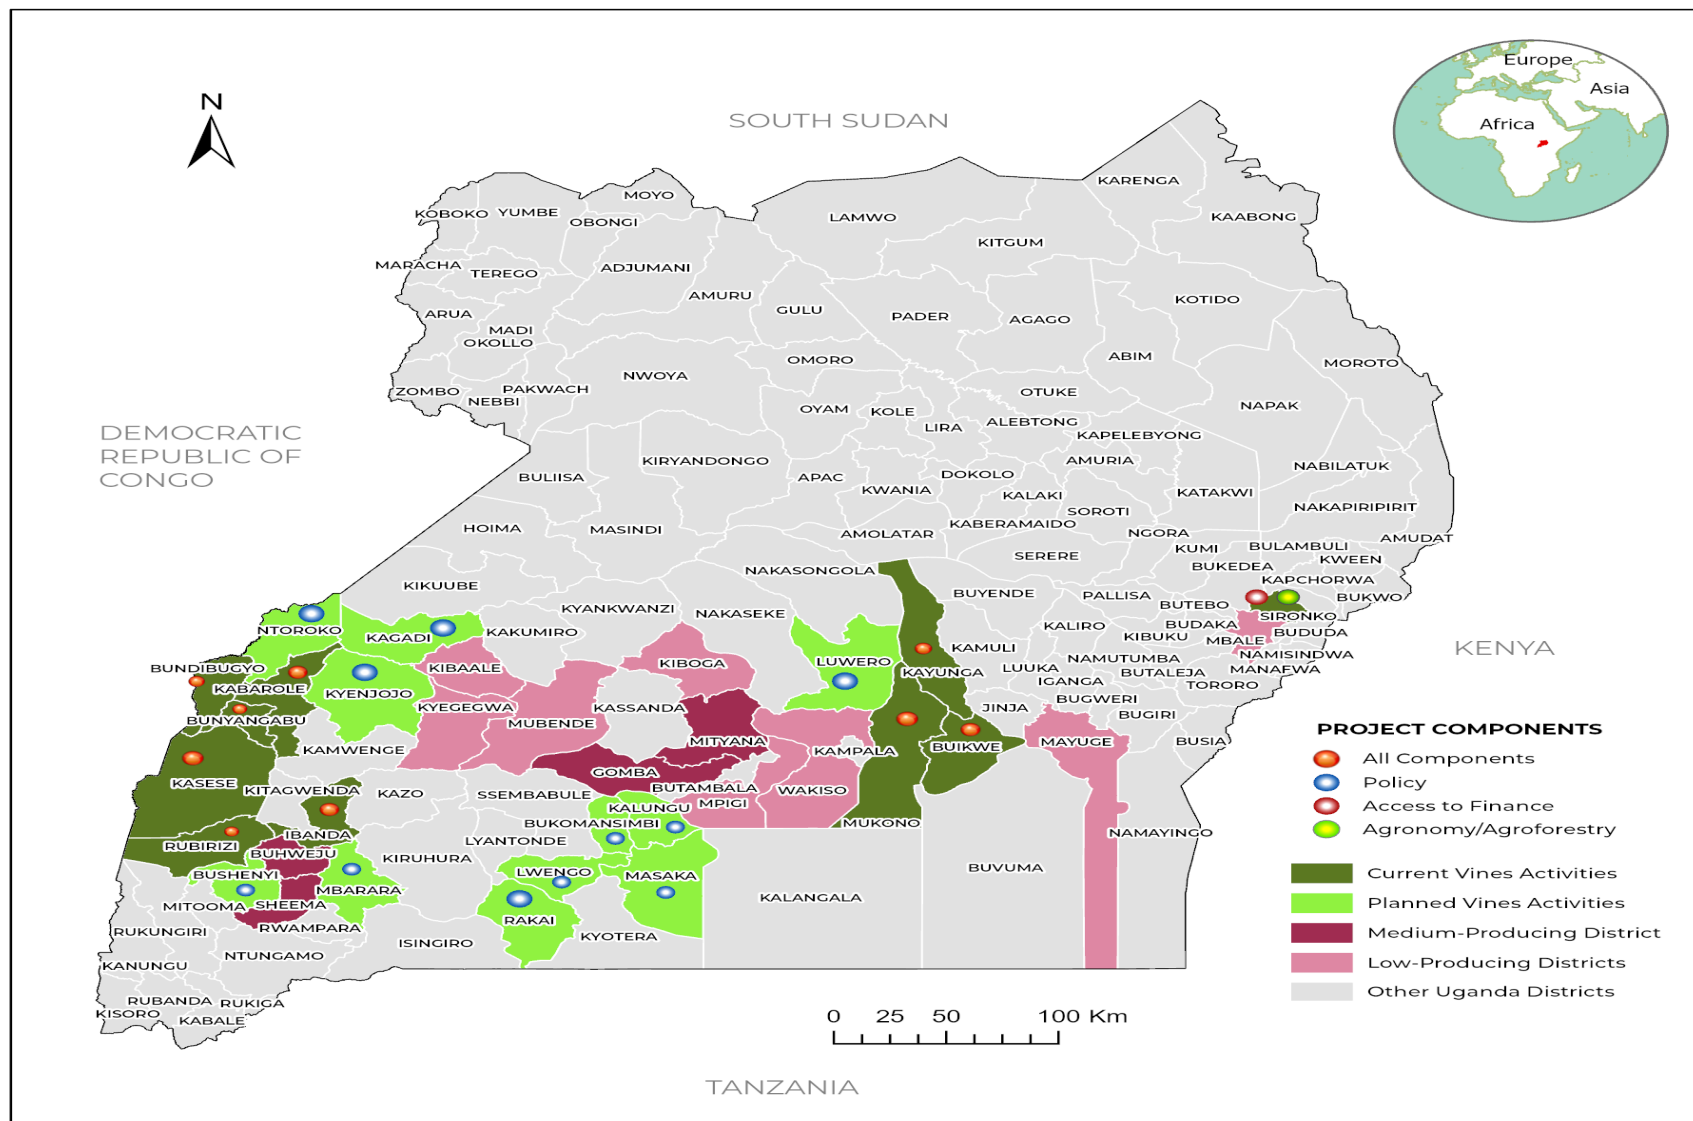 N
SOUTH SUDAN
Europe
Asia
Africa
KARENGA
KAABONG
MOYO
KOBOKO
YUMBE
OBONGI
LAMWO
KITGUM
MARACHA
TEREGO
ADJUMANI
AMURU
GULU
PADER
AGAGO
KOTIDO
ARUA
MADI
OKOLLO
OMORO
ABIM
MOROTO
ZOMBO
NEBBI
PAKWACH
NWOYA
OYAM
KOLE
LIRA
OTUKE
ALEBTONG
NAPAK
KAPELEBYONG
DEMOCRATIC
REPUBLIC OF
CONGO
BULIISA
KIRYANDONGO
APAC
KWANIA
DOKOLO
AMURIA
KALAKI
KATAKWI
NABILATUK
NAKAPIRIPIRIT
HOIMA
MASINDI
AMOLATAR
KABERAMAIDO
SOROTI
NGORA
AMUDAT
SERERE
KUMI
BULAMBULI
BUKEDEA
KWEEN
KAPCHORWA
BUKWO
KIKUUBE
NAKASONGOLA
BUYENDE
PALLISA
BUTEBO
SIRONKO
KYANKWANZI
NAKASEKE
NTOROKO
KAGADI
KAKUMIRO
KALIRO
KIBUKU
BUDAKA
MBALE
BUDUDA
KENYA
BUNDIBUGYO
KABAROLE
KYENJOJO
KIBAALE
KIBOGA
LUWERO
KAYUNGA
KAMULI
LUUKA
NAMUTUMBA
NAMISINDWA
MANAFWA
IGANGA
BUTALEJA
TORORO
BUNYANGABU
KYEGEGWA
MUBENDE
KASSANDA
JINJA
BUGWERI
BUGIRI
KAMWENGE
MITYANA
KAMPALA
BUIKWE
MAYUGE
BUSIA
KASESE
KITAGWENDA
KAZO
GOMBA
SSEMBABULE
BUTAMBALA
MPIGI
WAKISO
MUKONO
KALUNGU
BUKOMANSIMBI
LYANTONDE
NAMAYINGO
RUBIRIZI
IBANDA
BUHWEJU
KIRUHURA
BUSHENYI
MBARARA
LWENGO
MASAKA
BUVUMA
KALANGALA
MITOOMA
SHEEMA
RWAMPARA
RAKAI
KYOTERA
RUKUNGIRI
ISINGIRO
NTUNGAMO
KANUNGU
RUBANDA
RUKIGA
KISORO
KABALE
PROJECT COMPONENTS
All Components
Policy
Access to Finance
Agronomy/Agroforestry
Current Vines Activities
Planned Vines Activities
Medium-Producing District
Low-Producing Districts
Other Uganda Districts
0 25 50 100 Km
TANZANIA